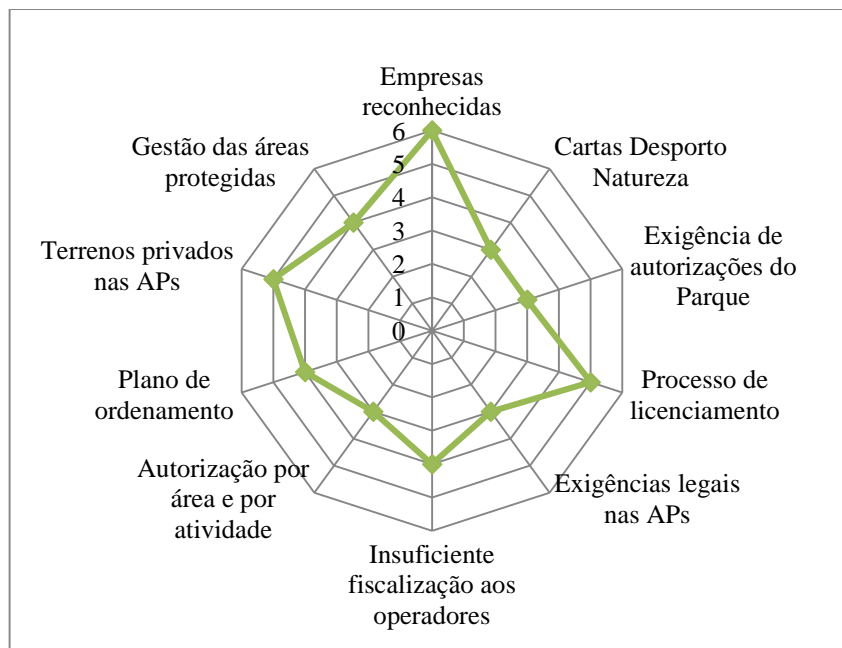 Empresas
reconhecidas
Cartas Desporto
Natureza
Exigência de
autorizações do
Parque
Processo de
licenciamento
Exigências legais
nas APs
Insuficiente
fiscalização aos
operadores
Autorização por
área e por
atividade
Plano de
ordenamento
Terrenos privados
nas APs
Gestão das áreas
protegidas
6
5
4
3
2
1
0